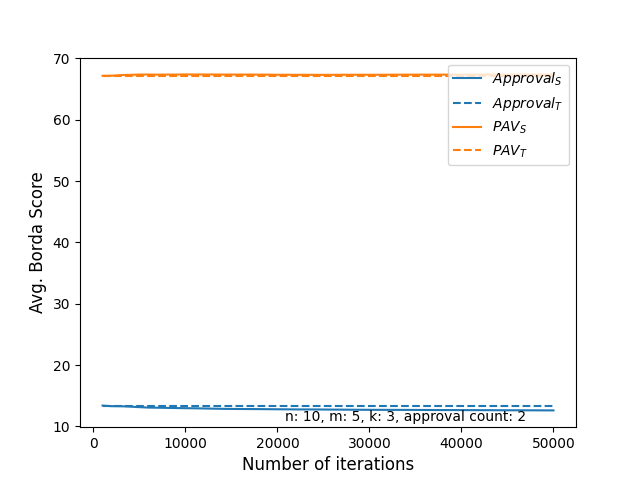 70
60
50
40
30
20
10
Avg. Borda Score
Approval_S
Approval_T
PAV_S
PAV_T
n: 10, m: 5, k: 3, approval count: 2
0 10000 20000 30000 40000 50000
Number of iterations